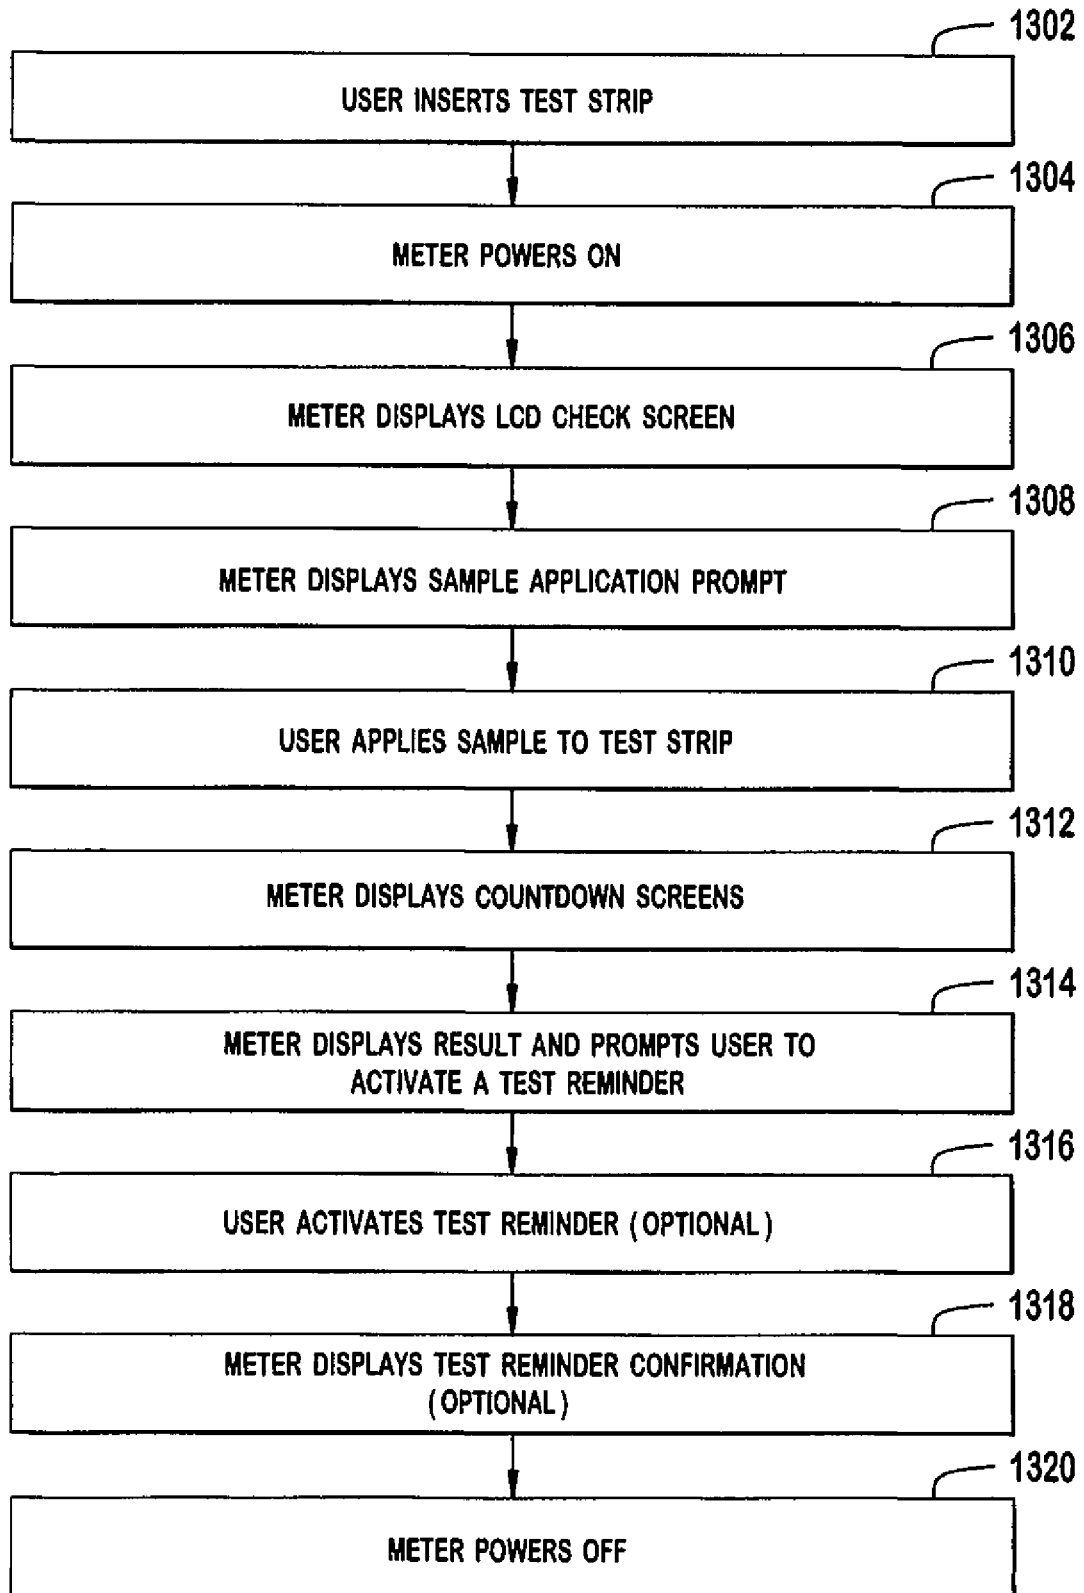 1302
USER INSERTS TEST STRIP
1304
METER POWERS ON
1306
METER DISPLAYS LCD CHECK SCREEN
1308
METER DISPLAYS SAMPLE APPLICATION PROMPT
1310
USER APPLIES SAMPLE TO TEST STRIP
1312
METER DISPLAYS COUNTDOWN SCREENS
1314
METER DISPLAYS RESULT AND PROMPTS USER TO
ACTIVATE A TEST REMINDER
1316
USER ACTIVATES TEST REMINDER (OPTIONAL)
1318
METER DISPLAYS TEST REMINDER CONFIRMATION
(OPTIONAL)
1320
METER POWERS OFF